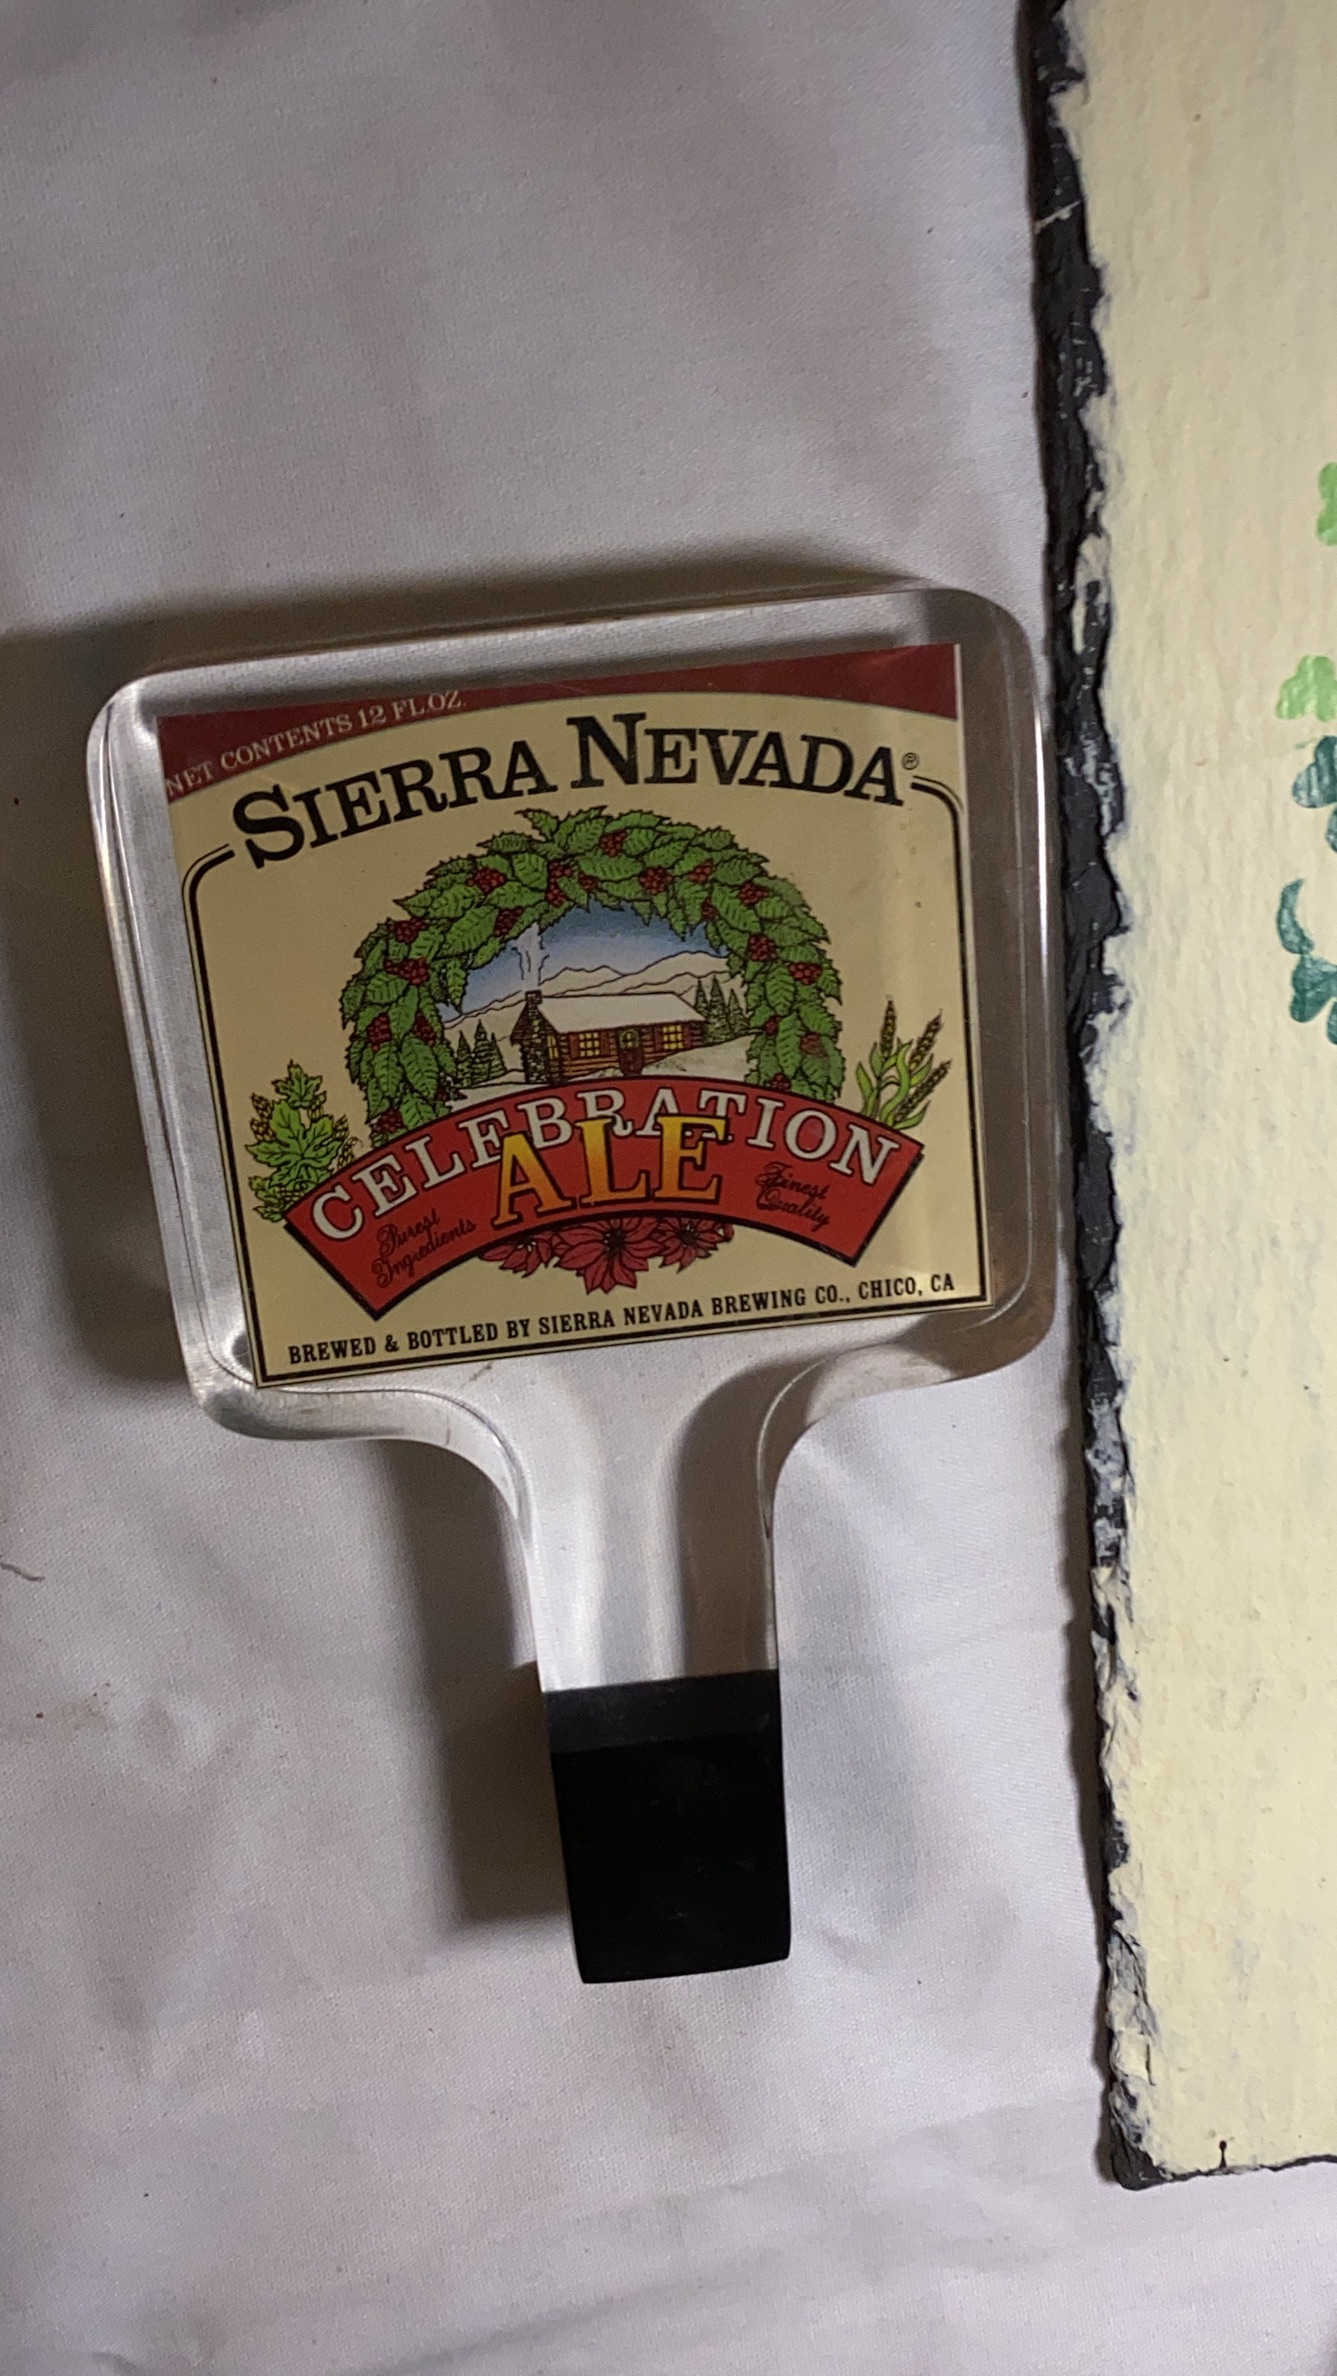 NET CONTENTS 12 FL.OZ.
SIERRA NEVADA®
CELEBRATION
ALE
Purest
Ingredients
Finest
Quality
BREWED & BOTTLED BY SIERRA NEVADA BREWING CO., CHICO, CA